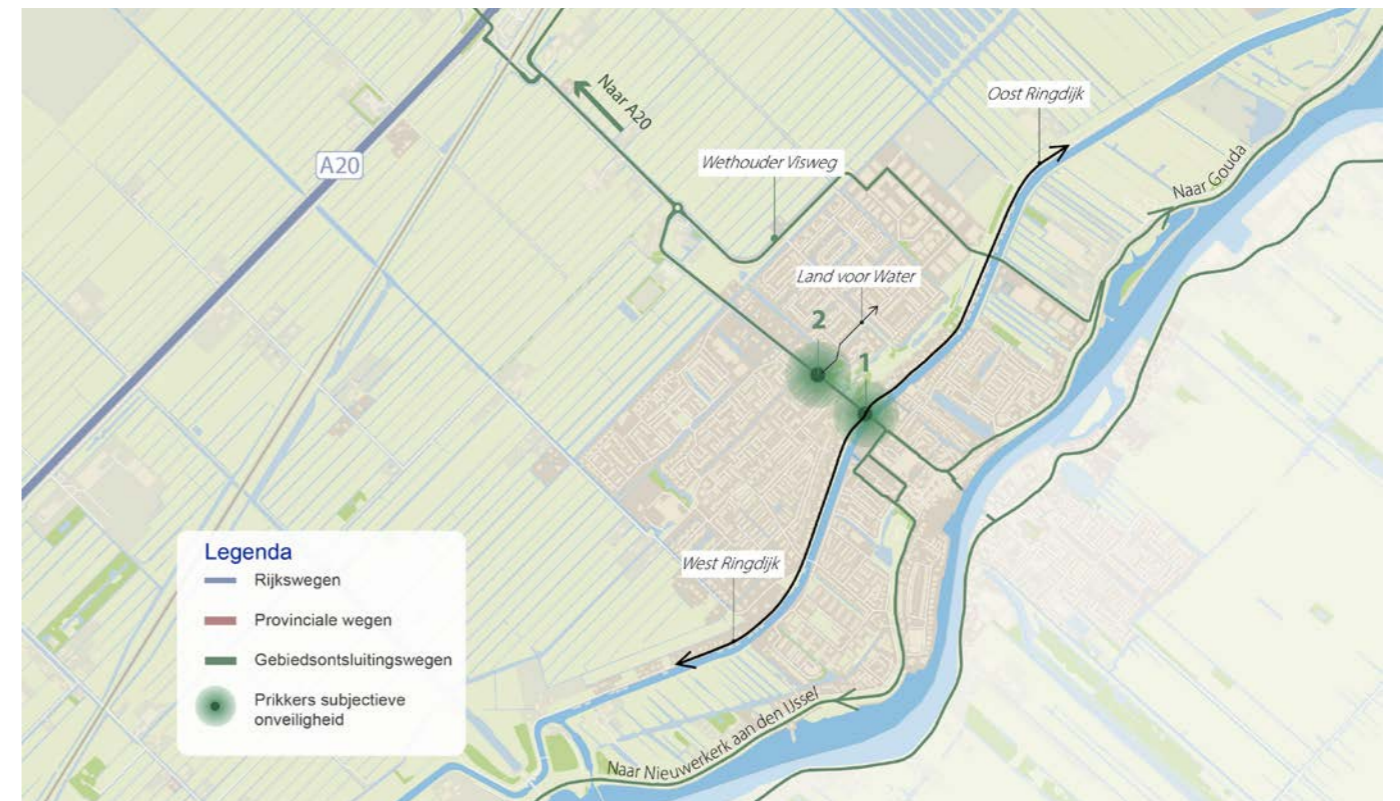 Oost Ringdijk
Naar A20
Wethouder Visweg
A20
Naar Gouda
Land voor Water
2
1
West Ringdijk
Legenda
Rijkswegen
Provinciale wegen
Gebiedsontsluitingswegen
Prikkers subjectieve
onveiligheid
Naar Nieuwerkerk aan den IJssel